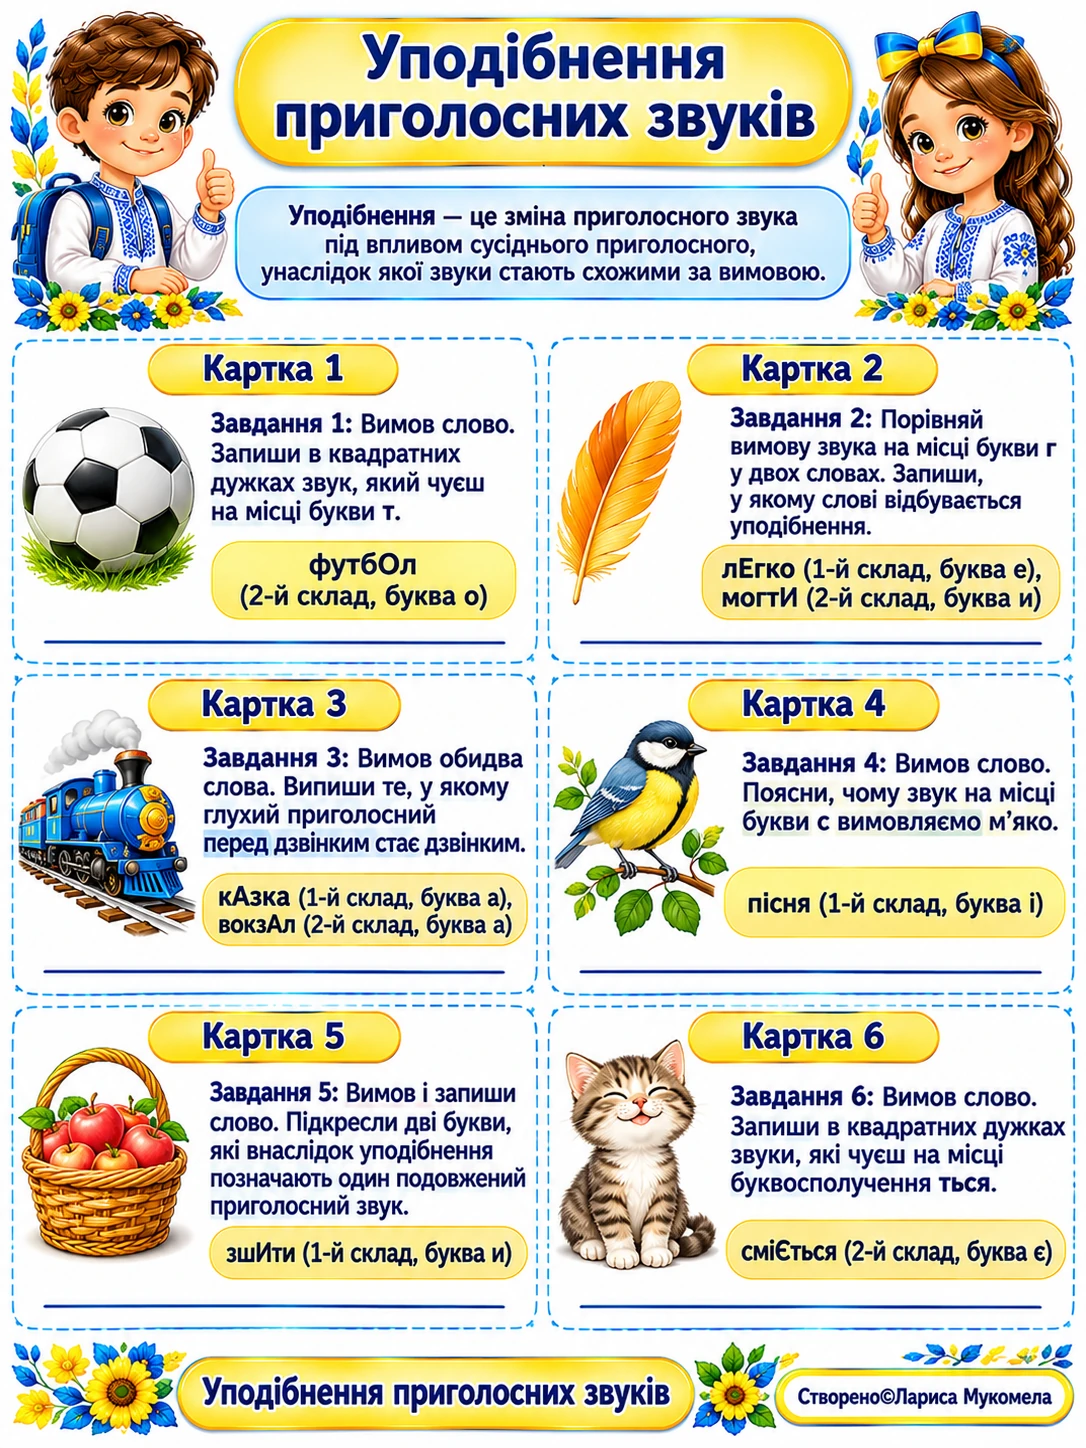 Уподібнення
приголосних звуків
Уподібнення — це зміна приголосного звука
під впливом сусіднього приголосного,
унаслідок якої звуки стають схожими за вимовою.
Картка 1
Завдання 1: Вимов слово.
Запиши в квадратних
дужках звук, який чуєш
на місці букви т.
футбОл
(2-й склад, буква о)
Картка 2
Завдання 2: Порівняй
вимову звука на місці букви г
у двох словах. Запиши,
у якому слові відбувається
уподібнення.
лЕгко (1-й склад, буква е),
могтИ (2-й склад, буква и)
Картка 3
Завдання 3: Вимов обидва
слова. Випиши те, у якому
глухий приголосний
перед дзвінким стає дзвінким.
кАзка (1-й склад, буква а),
вокзАл (2-й склад, буква а)
Картка 4
Завдання 4: Вимов слово.
Поясни, чому звук на місці
букви с вимовляємо м’яко.
пісня (1-й склад, буква і)
Картка 5
Завдання 5: Вимов і запиши
слово. Підкресли дві букви,
які внаслідок уподібнення
позначають один подовжений
приголосний звук.
зшИти (1-й склад, буква и)
Картка 6
Завдання 6: Вимов слово.
Запиши в квадратних дужках
звуки, які чуєш на місці
буквосполучення ться.
сміЄться (2-й склад, буква є)
Уподібнення приголосних звуків
Створено©Лариса Мукомела